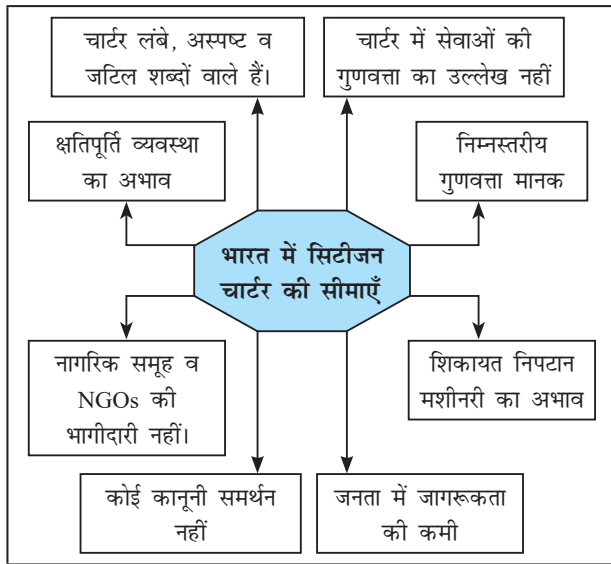 चार्टर लंबे, अस्पष्ट व
जटिल शब्दों वाले हैं।
चार्टर में सेवाओं की
गुणवत्ता का उल्लेख नहीं
क्षतिपूर्ति व्यवस्था
का अभाव
निम्नस्तरीय
गुणवत्ता मानक
भारत में सिटीजन
चार्टर की सीमाएँ
नागरिक समूह व
NGOs की
भागीदारी नहीं।
शिकायत निपटान
मशीनरी का अभाव
कोई कानूनी समर्थन
नहीं
जनता में जागरूकता
की कमी